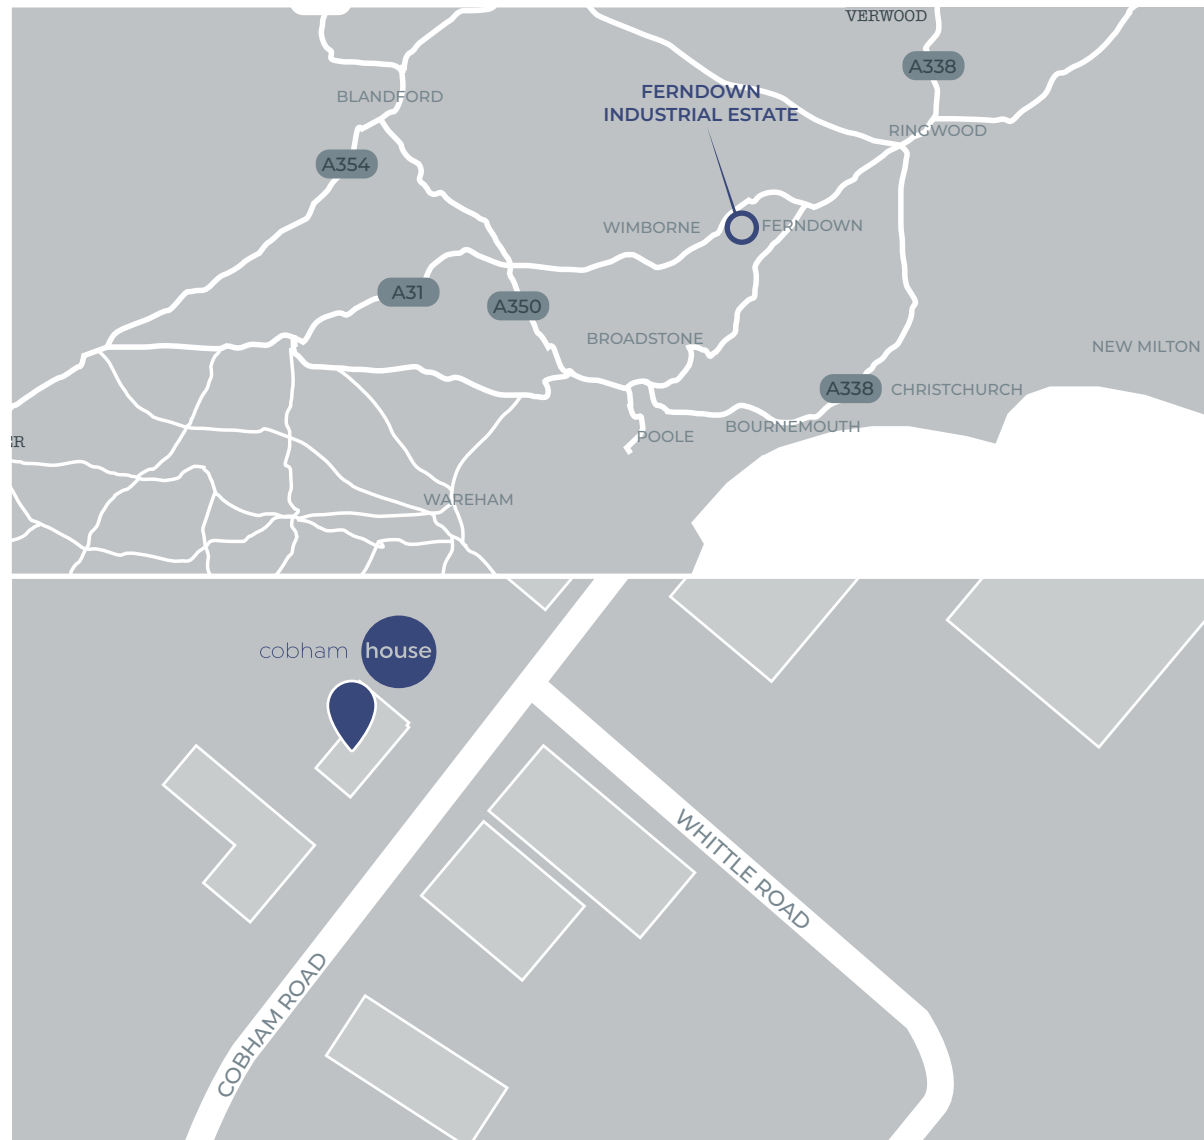 VERWOOD
A338
FERNDOWN
INDUSTRIAL ESTATE
BLANDFORD
RINGWOOD
A354
WIMBORNE
FERNDOWN
A31
A350
BROADSTONE
NEW MILTON
A338
CHRISTCHURCH
BOURNEMOUTH
POOLE
ER
WAREHAM
cobham house
WHITTLE ROAD
COBHAM ROAD